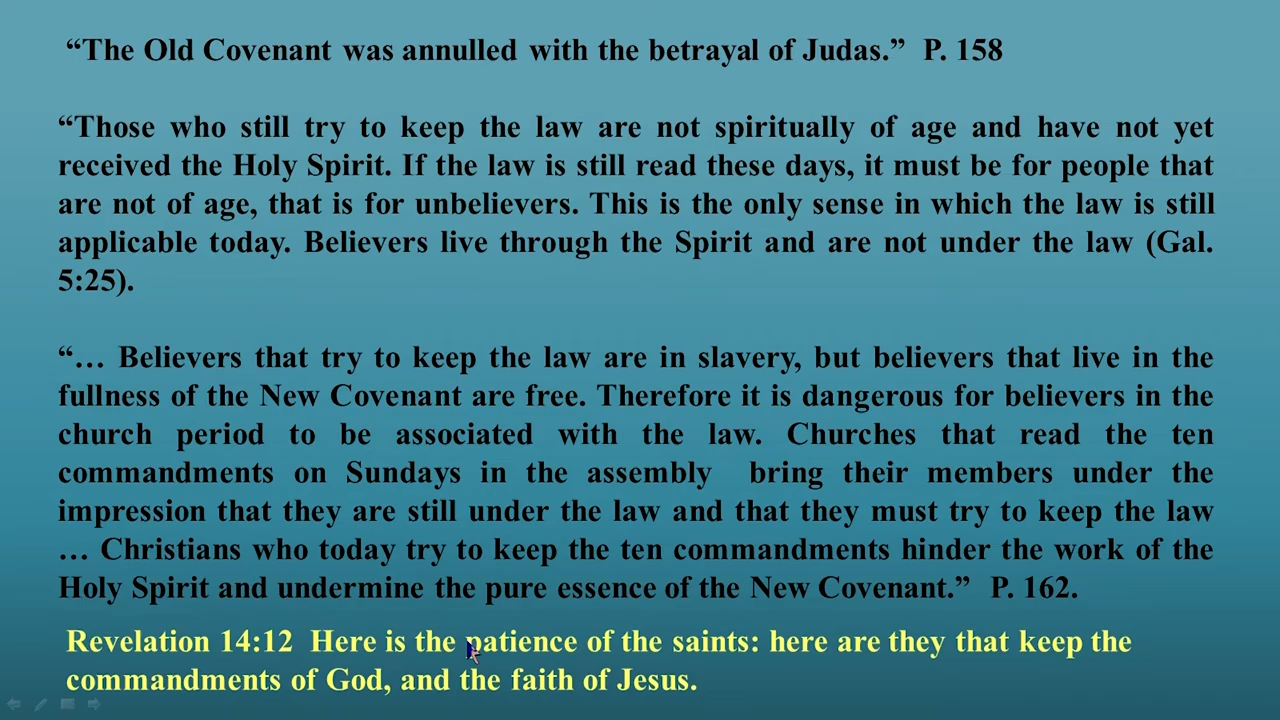 “The Old Covenant was annulled with the betrayal of Judas.” P. 158
“Those who still try to keep the law are not spiritually of age and have not yet
received the Holy Spirit. If the law is still read these days, it must be for people that
are not of age, that is for unbelievers. This is the only sense in which the law is still
applicable today. Believers live through the Spirit and are not under the law (Gal.
5:25).
“… Believers that try to keep the law are in slavery, but believers that live in the
fullness of the New Covenant are free. Therefore it is dangerous for believers in the
church period to be associated with the law. Churches that read the ten
commandments on Sundays in the assembly bring their members under the
impression that they are still under the law and that they must try to keep the law
… Christians who today try to keep the ten commandments hinder the work of the
Holy Spirit and undermine the pure essence of the New Covenant.” P. 162.
Revelation 14:12 Here is the patience of the saints: here are they that keep the
commandments of God, and the faith of Jesus.